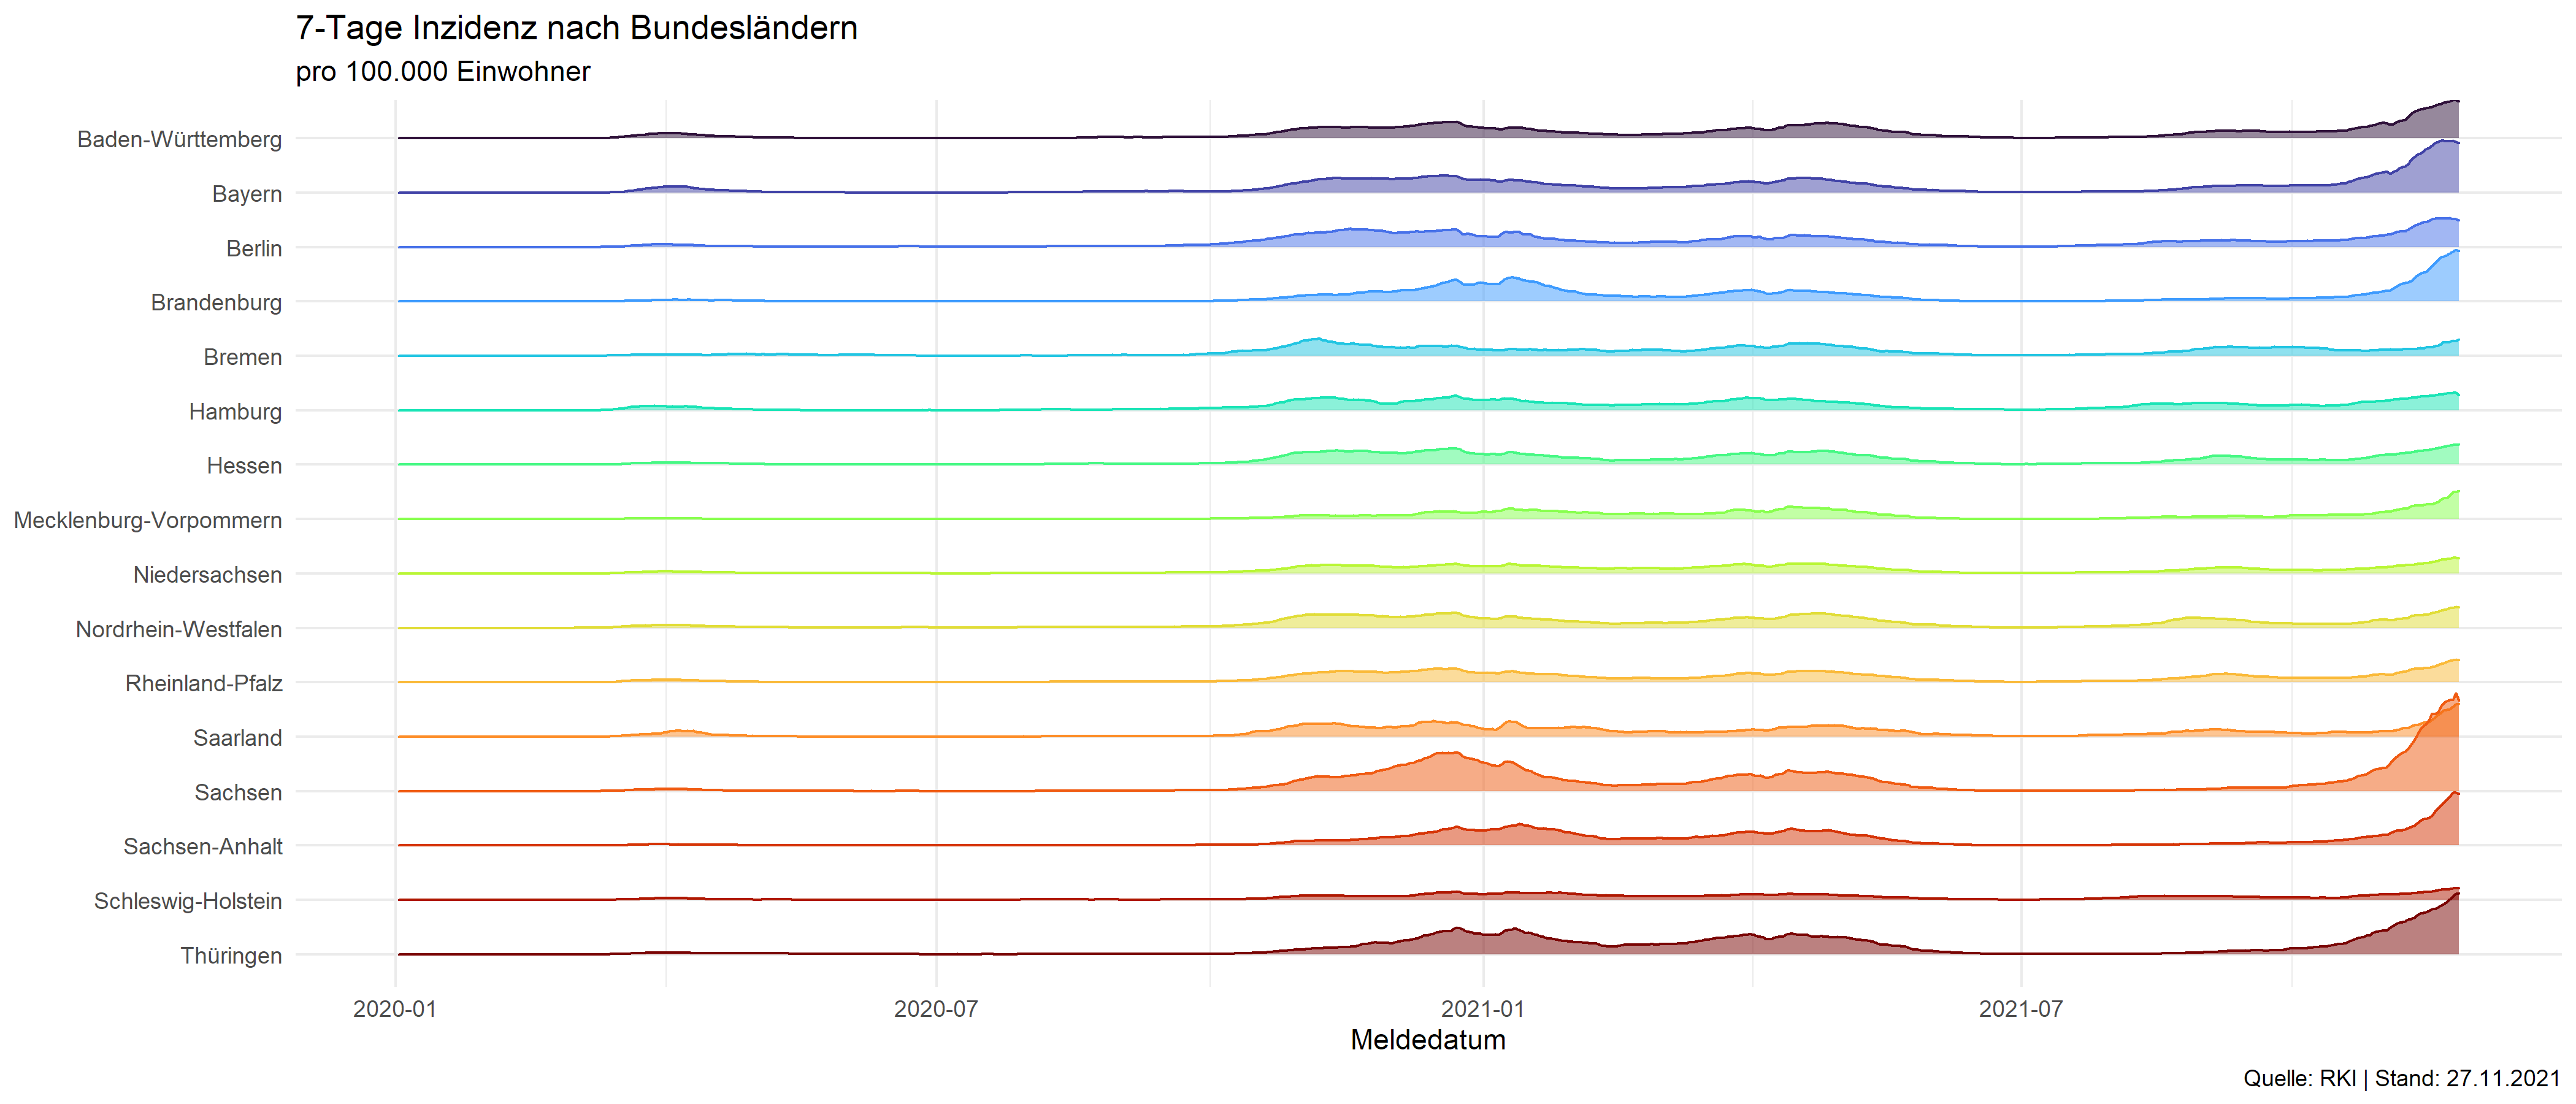 7-Tage Inzidenz nach Bundesländern
pro 100.000 Einwohner
Baden-Württemberg
Bayern
Berlin
Brandenburg
Bremen
Hamburg
Hessen
Mecklenburg-Vorpommern
Niedersachsen
Nordrhein-Westfalen
Rheinland-Pfalz
Saarland
Sachsen
Sachsen-Anhalt
Schleswig-Holstein
Thüringen
2020-01 2020-07 2021-01 2021-07
Meldedatum
Quelle: RKI | Stand: 27.11.2021